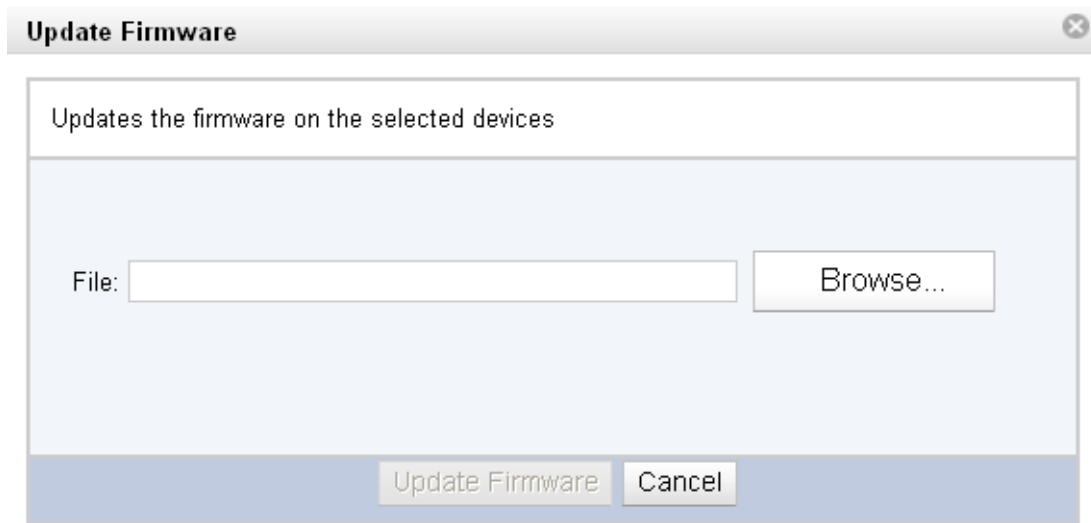 Update Firmware
Updates the firmware on the selected devices
File: Browse...
Update Firmware Cancel